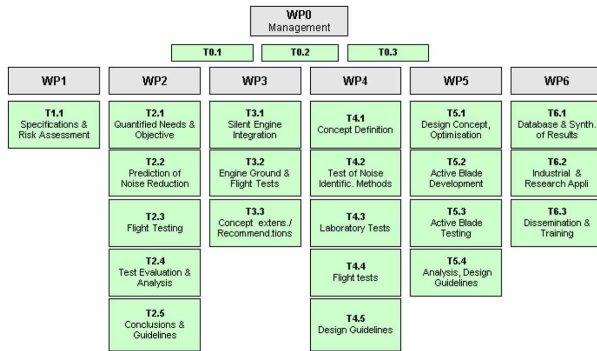 WP0
Management
T0.1
T0.2
T0.3
WP1
WP2
WP3
WP4
WP5
WP6
T1.1
Specifications &
Risk Assessment
T2.1
Quantified Needs &
Objective
T2.2
Prediction of
Noise Reduction
T2.3
Flight Testing
T2.4
Test Evaluation &
Analysis
T2.5
Conclusions &
Guidelines
T3.1
Silent Engine
Integration
T3.2
Engine Ground &
Flight Tests
T3.3
Concept extens./
Recommend.tions
T4.1
Concept Definition
T4.2
Test of Noise
Identific. Methods
T4.3
Laboratory Tests
T4.4
Flight tests
T4.5
Design Guidelines
T5.1
Design Concept,
Optimisation
T5.2
Active Blade
Development
T5.3
Active Blade
Testing
T5.4
Analysis, Design
Guidelines
T6.1
Database & Synth.
of Results
T6.2
Industrial &
Research Appli
T6.3
Dissemination &
Training